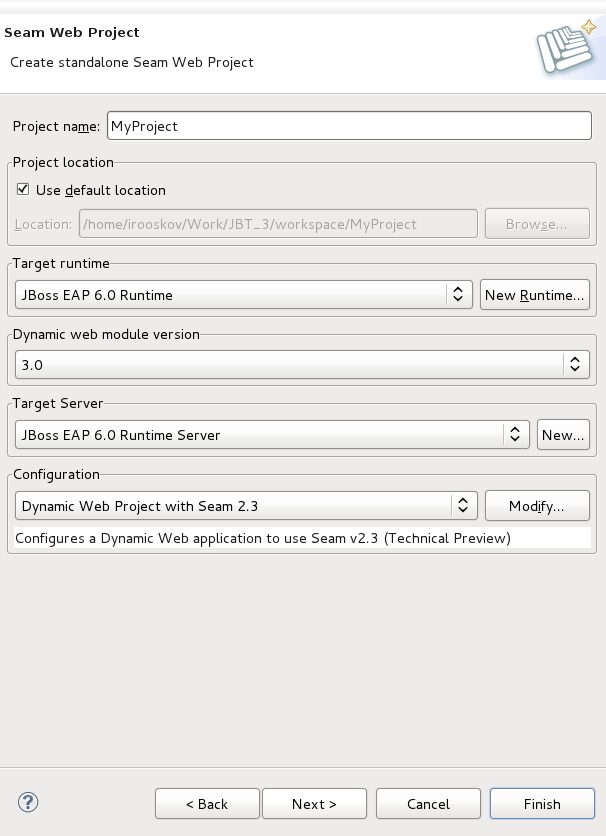 Seam Web Project
Create standalone Seam Web Project
Project name: MyProject
Project location
Use default location
Location: /home/irooskov/Work/JBT_3/workspace/MyProject Browse...
Target runtime
JBoss EAP 6.0 Runtime New Runtime...
Dynamic web module version
3.0
Target Server
JBoss EAP 6.0 Runtime Server New...
Configuration
Dynamic Web Project with Seam 2.3 Modify...
Configures a Dynamic Web application to use Seam v2.3 (Technical Preview)
? < Back Next > Cancel Finish